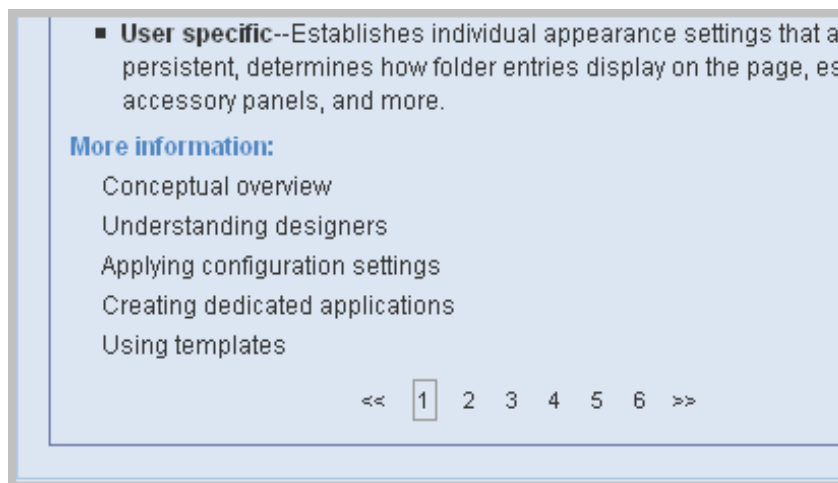 ▪ User specific--Establishes individual appearance settings that
persistent, determines how folder entries display on the page,
accessory panels, and more.
More information:
Conceptual overview
Understanding designers
Applying configuration settings
Creating dedicated applications
Using templates
<< 1 2 3 4 5 6 >>